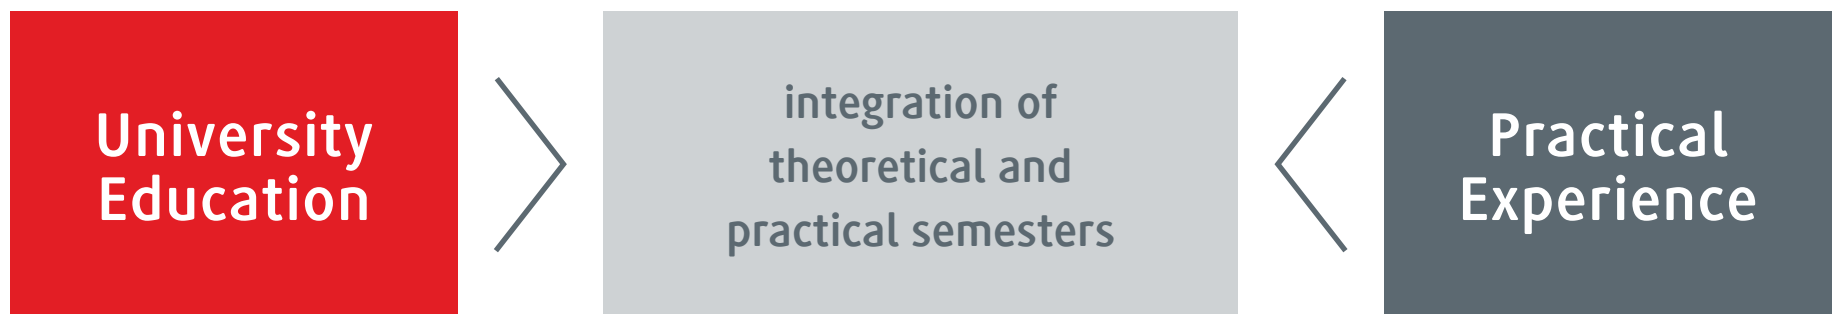 University
Education
integration of
theoretical and
practical semesters
Practical
Experience